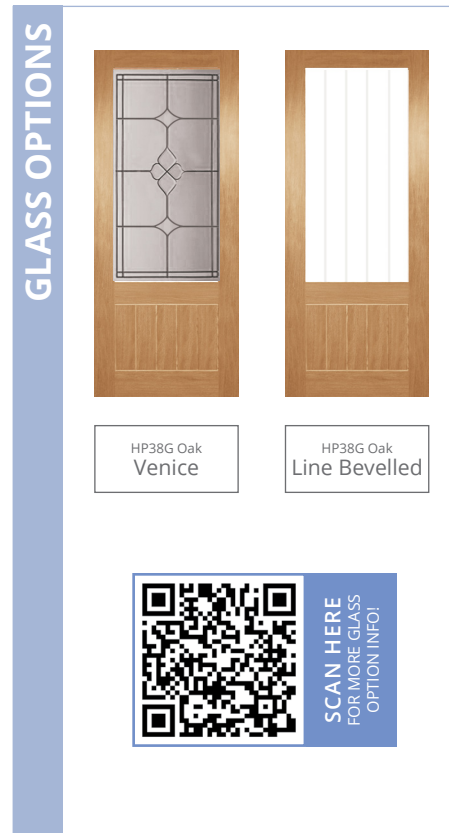 GLASS OPTIONS
HP38G Oak
Venice
HP38G Oak
Line Bevelled
SCAN HERE
FOR MORE GLASS
OPTION INFO!